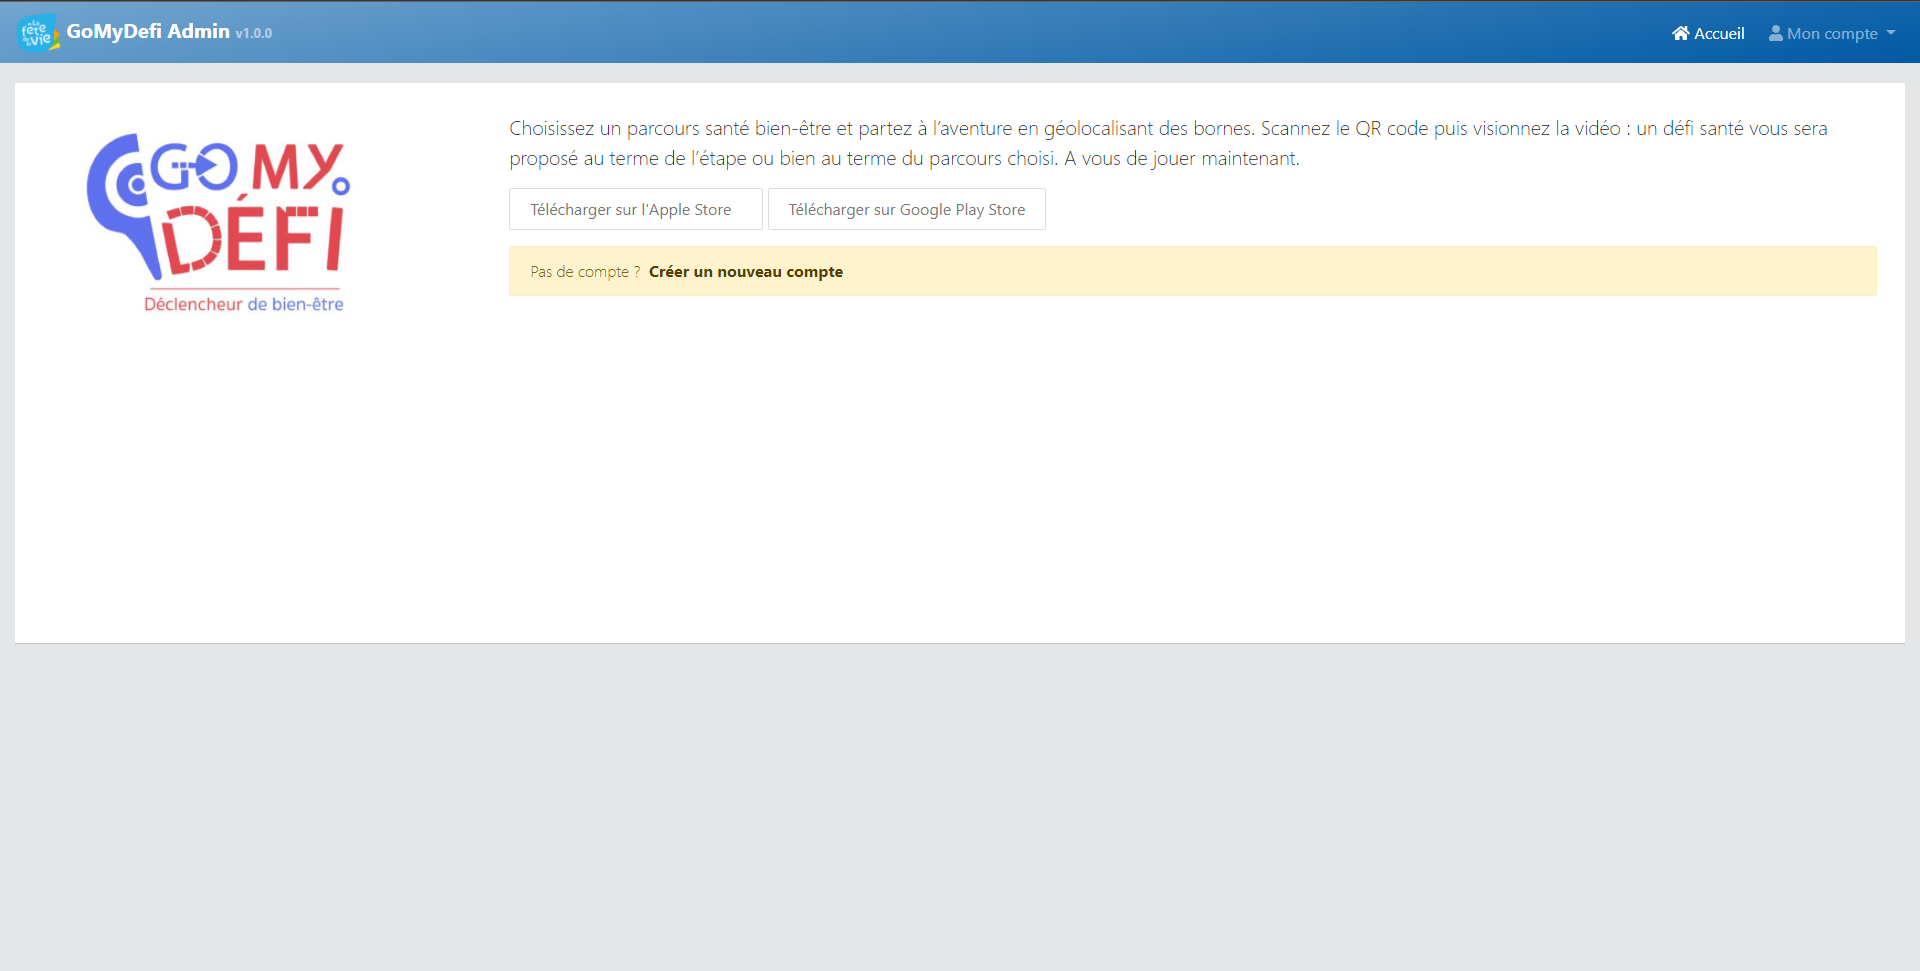 la
fête
de la
vie
GoMyDefi Admin v1.0.0
Accueil
Mon compte
GO MY
DÉFI
Déclencheur de bien-être
Choisissez un parcours santé bien-être et partez à l’aventure en géolocalisant des bornes. Scannez le QR code puis visionnez la vidéo : un défi santé vous sera
proposé au terme de l’étape ou bien au terme du parcours choisi. A vous de jouer maintenant.
Télécharger sur l'Apple Store
Télécharger sur Google Play Store
Pas de compte ? Créer un nouveau compte